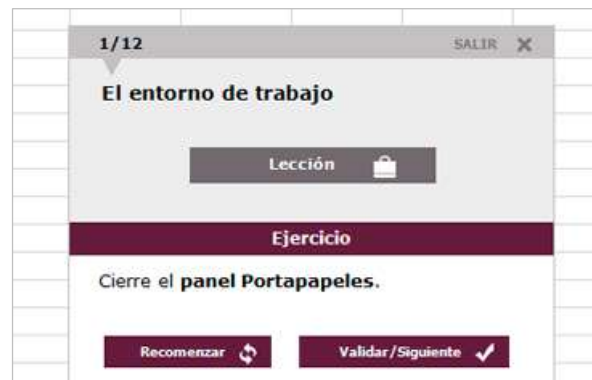 1/12 SALIR
El entorno de trabajo
Lección
Ejercicio
Cierre el panel Portapapeles.
Recomenzar Validar/Siguiente